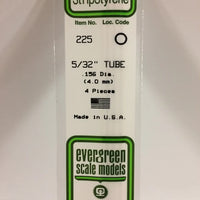 Styrene
Item No. Loc. Code
225
5/32" TUBE
.156 Dia.
(4.0 mm)
4 Pieces
Made in U.S.A.
evergreen
scale models